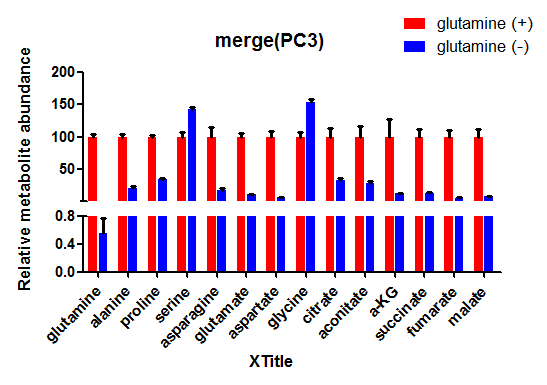 glutamine (+)
glutamine (-)
merge(PC3)
Relative metabolite abundance
200
150
100
50
0.8
0.4
0.0
glutamine
alanine
proline
serine
asparagine
glutamate
aspartate
glycine
citrate
aconitate
a-KG
succinate
fumarate
malate
XTitle